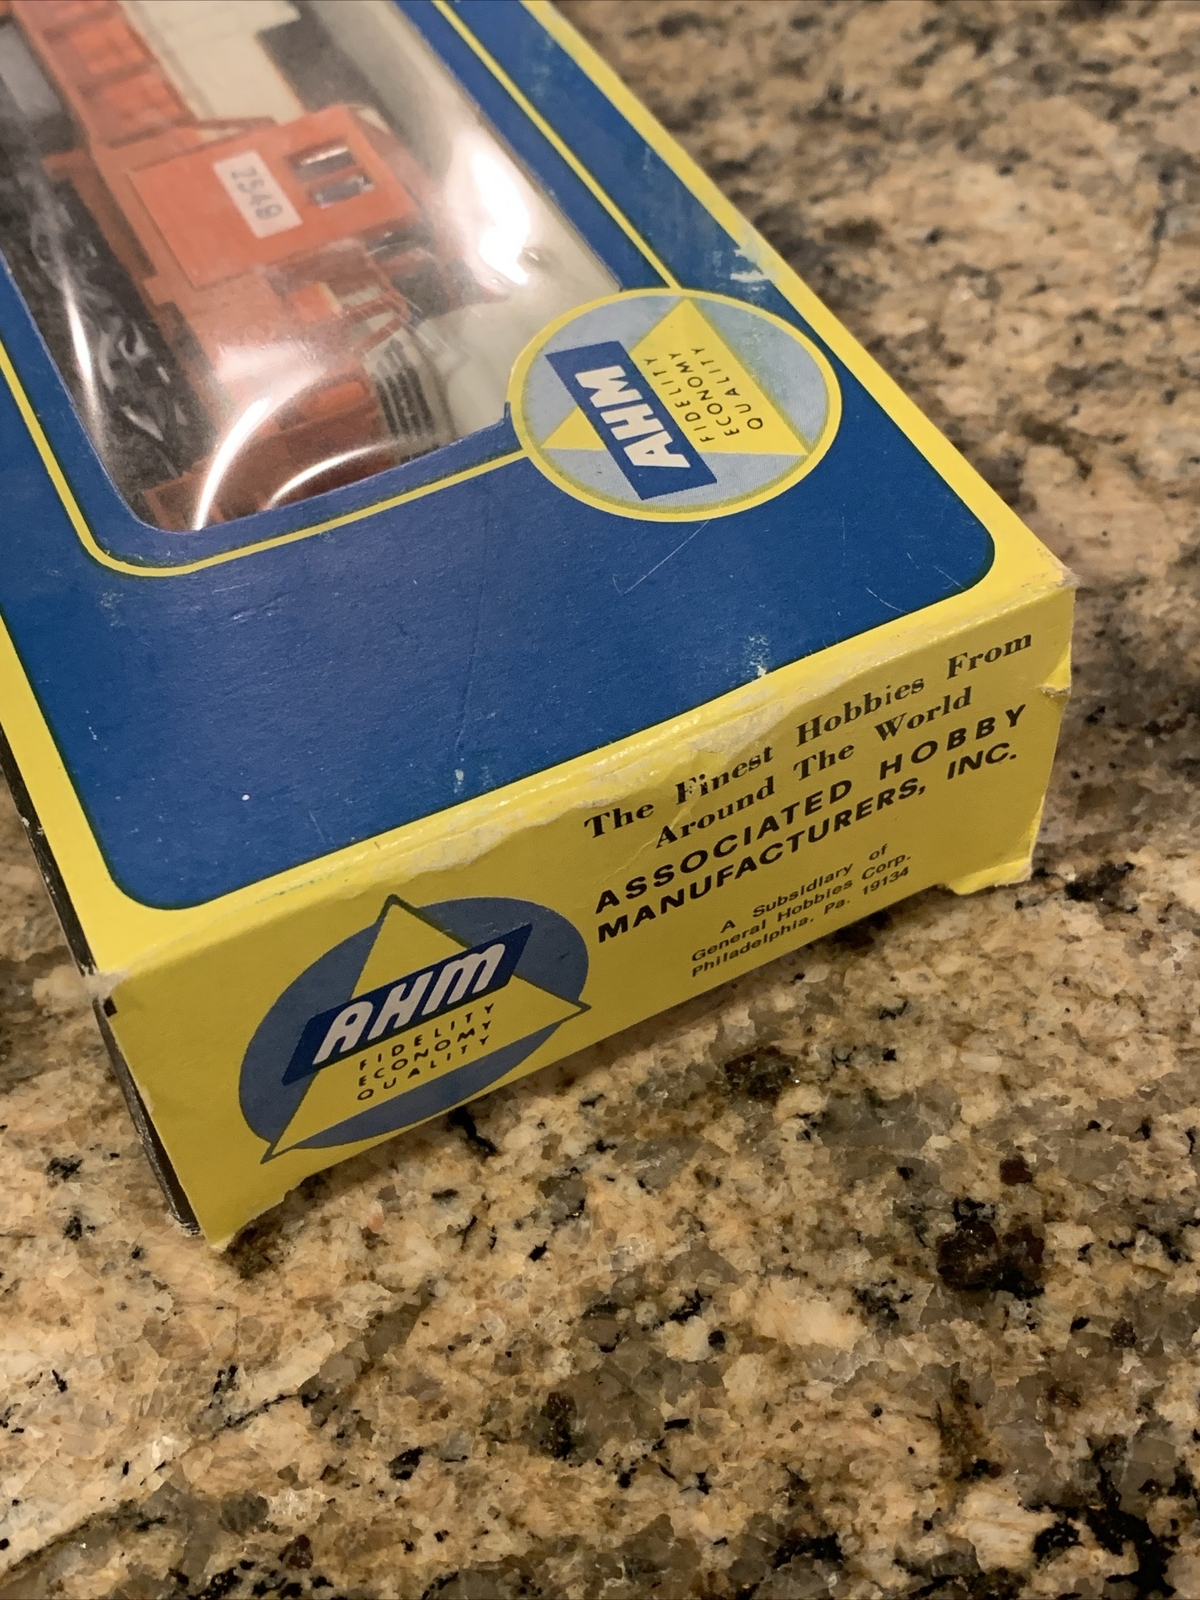 2549
AHM
FIDELITY
ECONOMY
QUALITY
The Finest Hobbies From
Around The World
ASSOCIATED HOBBY
MANUFACTURERS, INC.
A Subsidiary of
General Hobbies Corp.
Philadelphia, Pa. 19134
AHM
FIDELITY
ECONOMY
QUALITY